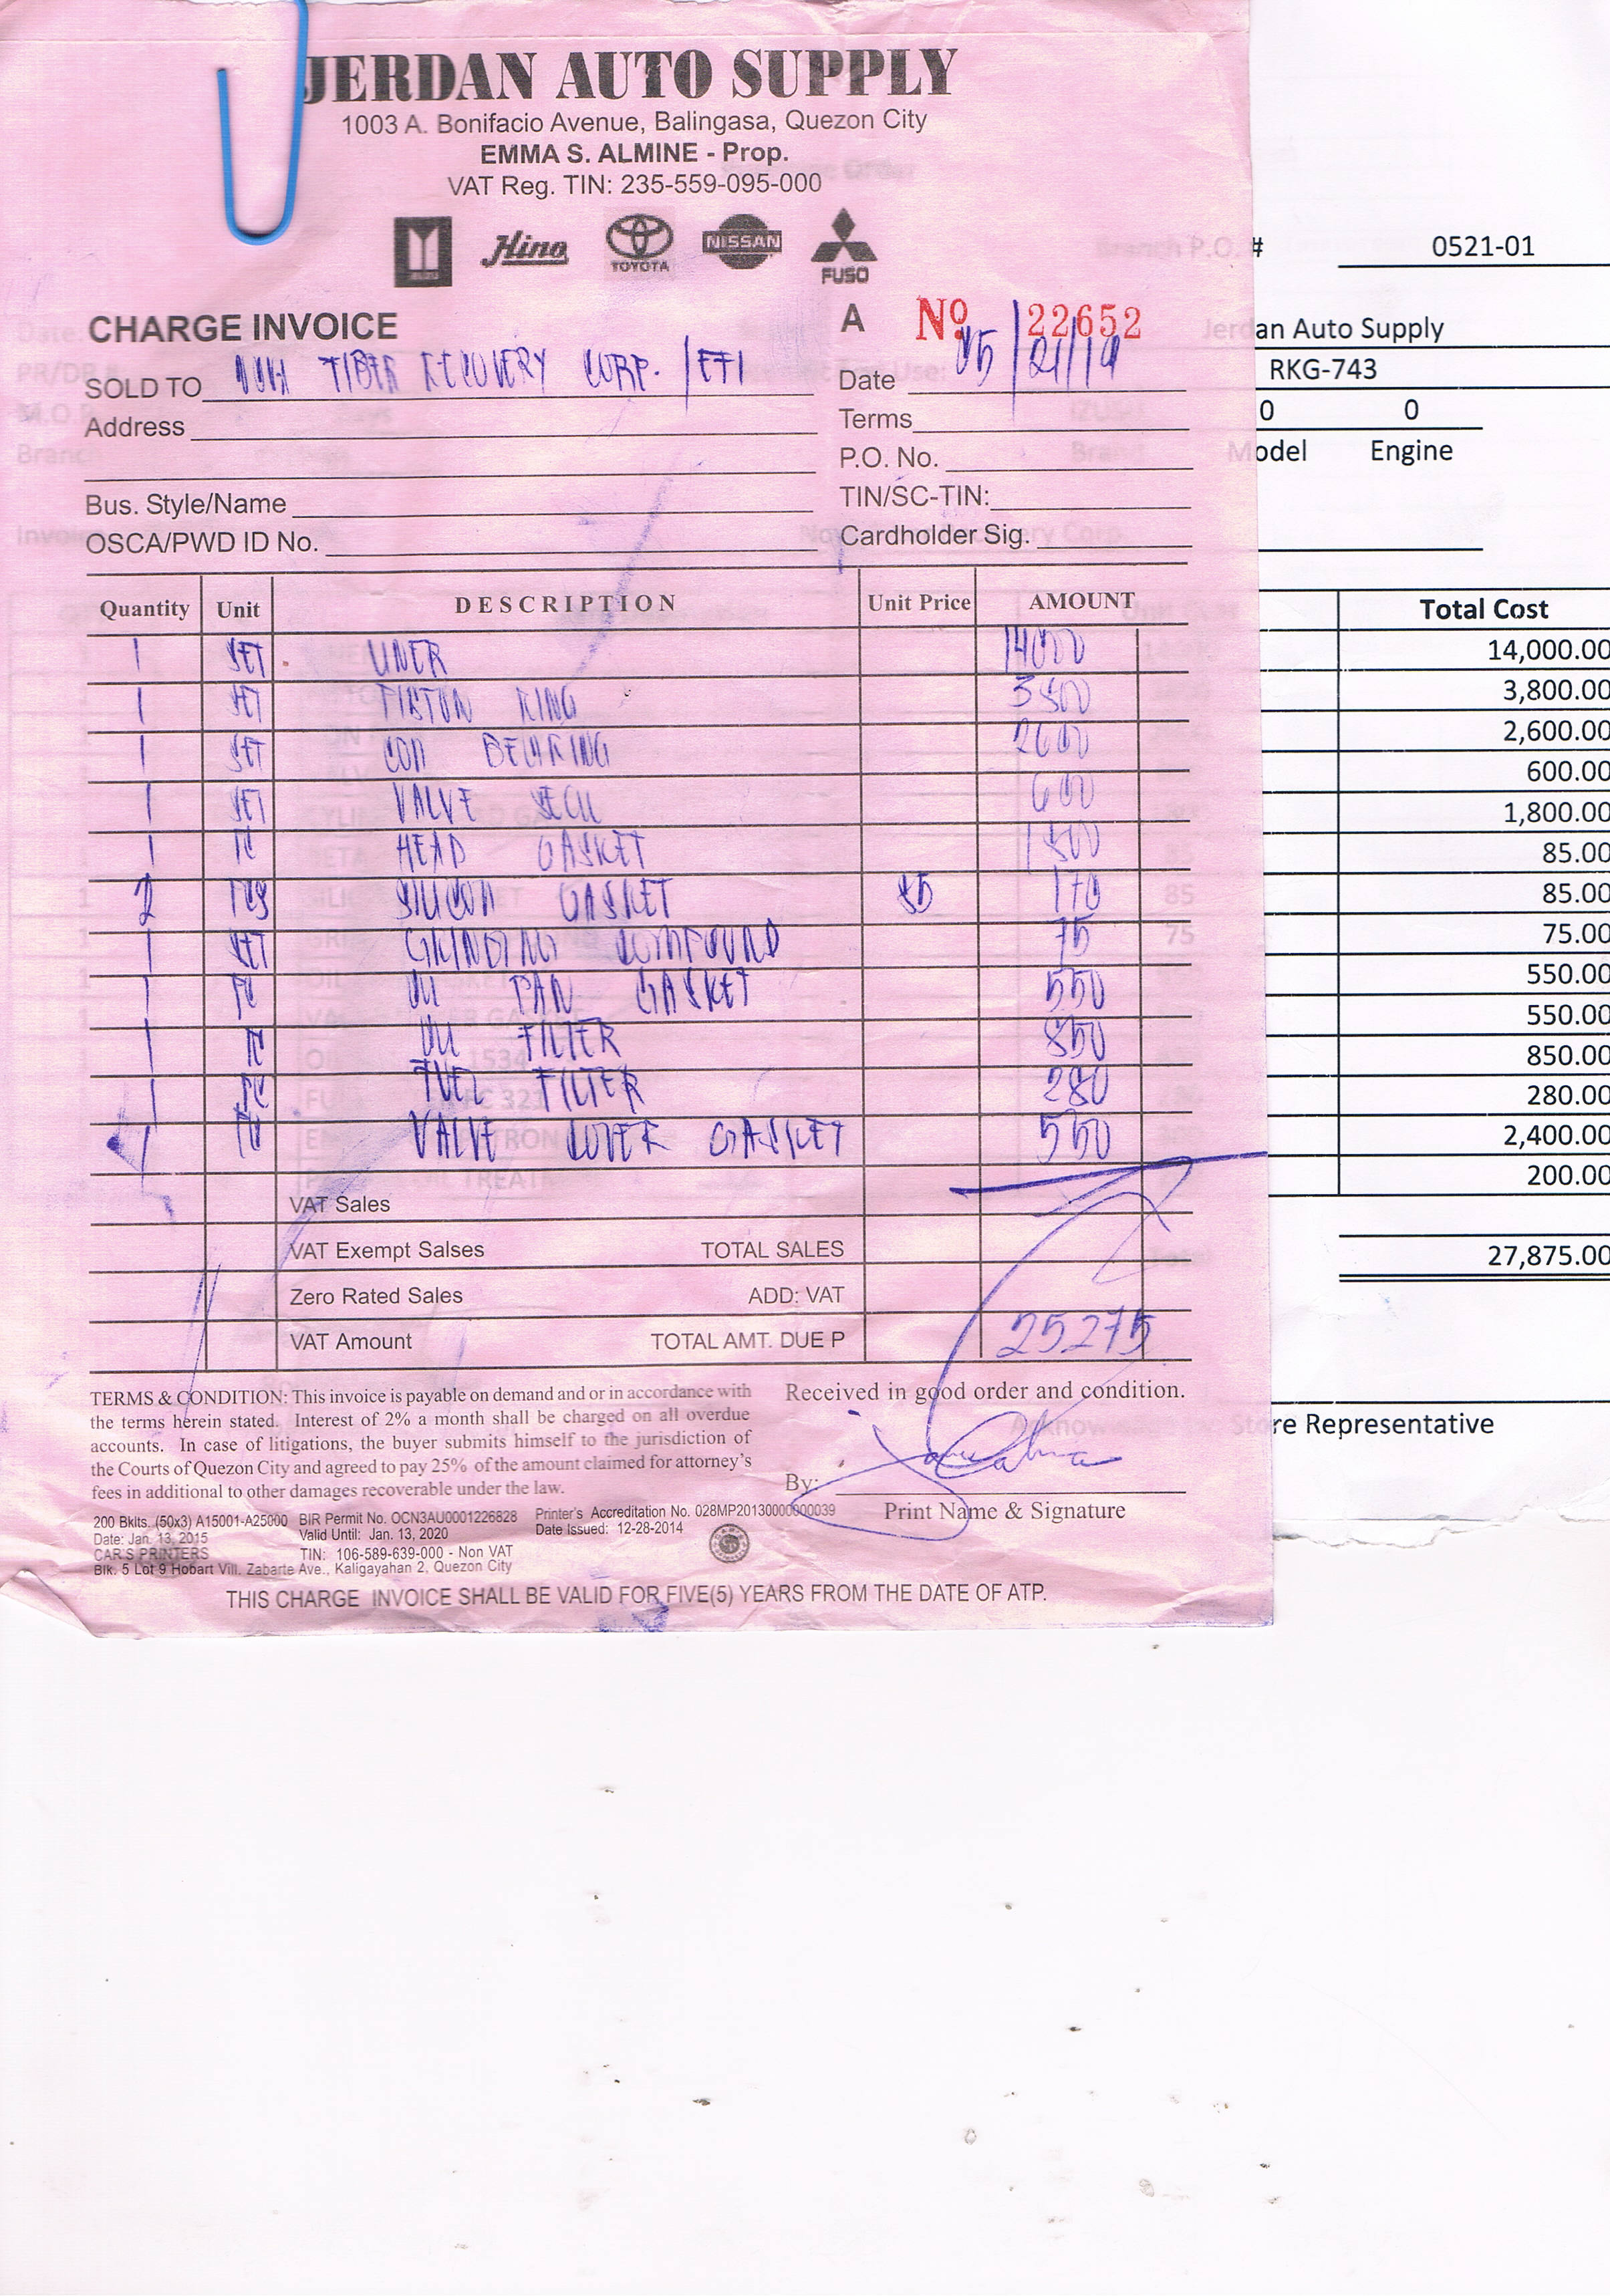 JERDAN AUTO SUPPLY
1003 A. Bonifacio Avenue, Balingasa, Quezon City
EMMA S. ALMINE - Prop.
VAT Reg. TIN: 235-559-095-000
Hino TOYOTA NISSAN FUSO
# 0521-01
CHARGE INVOICE A No 22652
Jerdan Auto Supply
RKG-743
SOLD TO FIBER RECOVERY CORP. / EFI Date 05/21/19
Address Terms
0 0
P.O. No.
Model Engine
Bus. Style/Name TIN/SC-TIN:
OSCA/PWD ID No. Cardholder Sig.
Quantity Unit DESCRIPTION Unit Price AMOUNT Total Cost
1 SET LINER 14000 14,000.00
1 SET PISTON RING 3800 3,800.00
1 SET CON BEARING 2600 2,600.00
1 SET VALVE SEAL 600 600.00
1 PC HEAD GASKET 1800 1,800.00
85.00
2 PCS SILICON GASKET 85 170 85.00
1 SET GRINDING COMPOUND 75 75.00
1 PC OIL PAN GASKET 550 550.00
550.00
1 PC OIL FILTER 850 850.00
1 PC FUEL FILTER 280 280.00
1 PC VALVE COVER GASKET 550 2,400.00
200.00
VAT Sales
VAT Exempt Salses TOTAL SALES 27,875.00
Zero Rated Sales ADD: VAT
VAT Amount TOTAL AMT. DUE P 25275
TERMS & CONDITION: This invoice is payable on demand and or in accordance with
the terms herein stated. Interest of 2% a month shall be charged on all overdue
accounts. In case of litigations, the buyer submits himself to the jurisdiction of
the Courts of Quezon City and agreed to pay 25% of the amount claimed for attorney's
fees in additional to other damages recoverable under the law.
Received in good order and condition.
Store Representative
By:
Print Name & Signature
200 Bklts. (50x3) A15001-A25000 BIR Permit No. OCN3AU0001226828 Printer's Accreditation No. 028MP20130000000039
Date: Jan. 13, 2015 Valid Until: Jan. 13, 2020 Date Issued: 12-28-2014
CAR'S PRINTERS TIN: 106-589-639-000 - Non VAT
Blk. 5 Lot 9 Hobart Vill. Zabarte Ave., Kaligayahan 2, Quezon City
THIS CHARGE INVOICE SHALL BE VALID FOR FIVE(5) YEARS FROM THE DATE OF ATP.